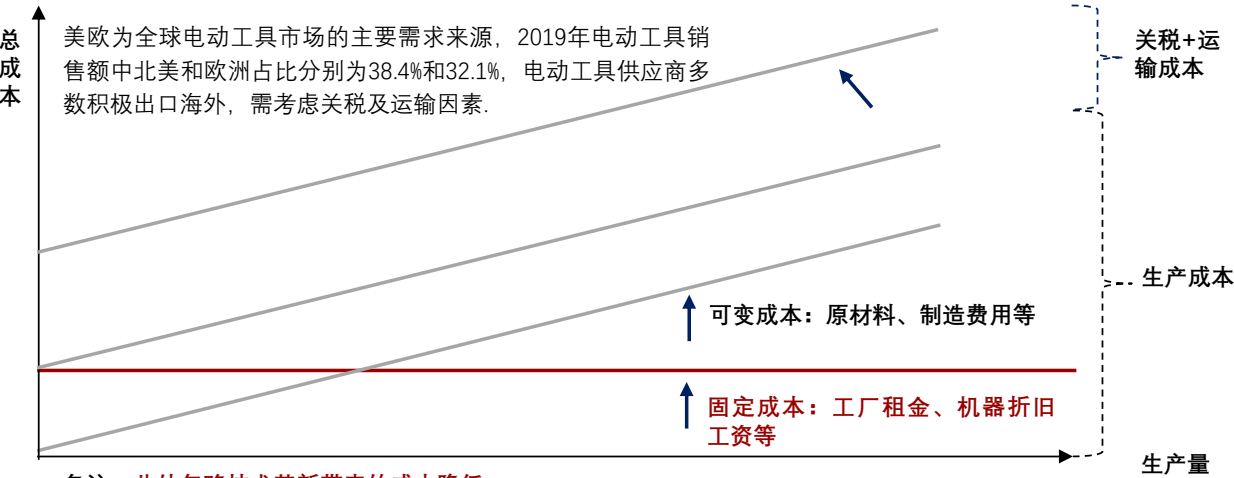 总
成
本
美欧为全球电动工具市场的主要需求来源，2019年电动工具销
售额中北美和欧洲占比分别为38.4%和32.1%，电动工具供应商多
数积极出口海外，需考虑关税及运输因素.
关税+运
输成本
生产成本
可变成本：原材料、制造费用等
固定成本：工厂租金、机器折旧
工资等
生产量